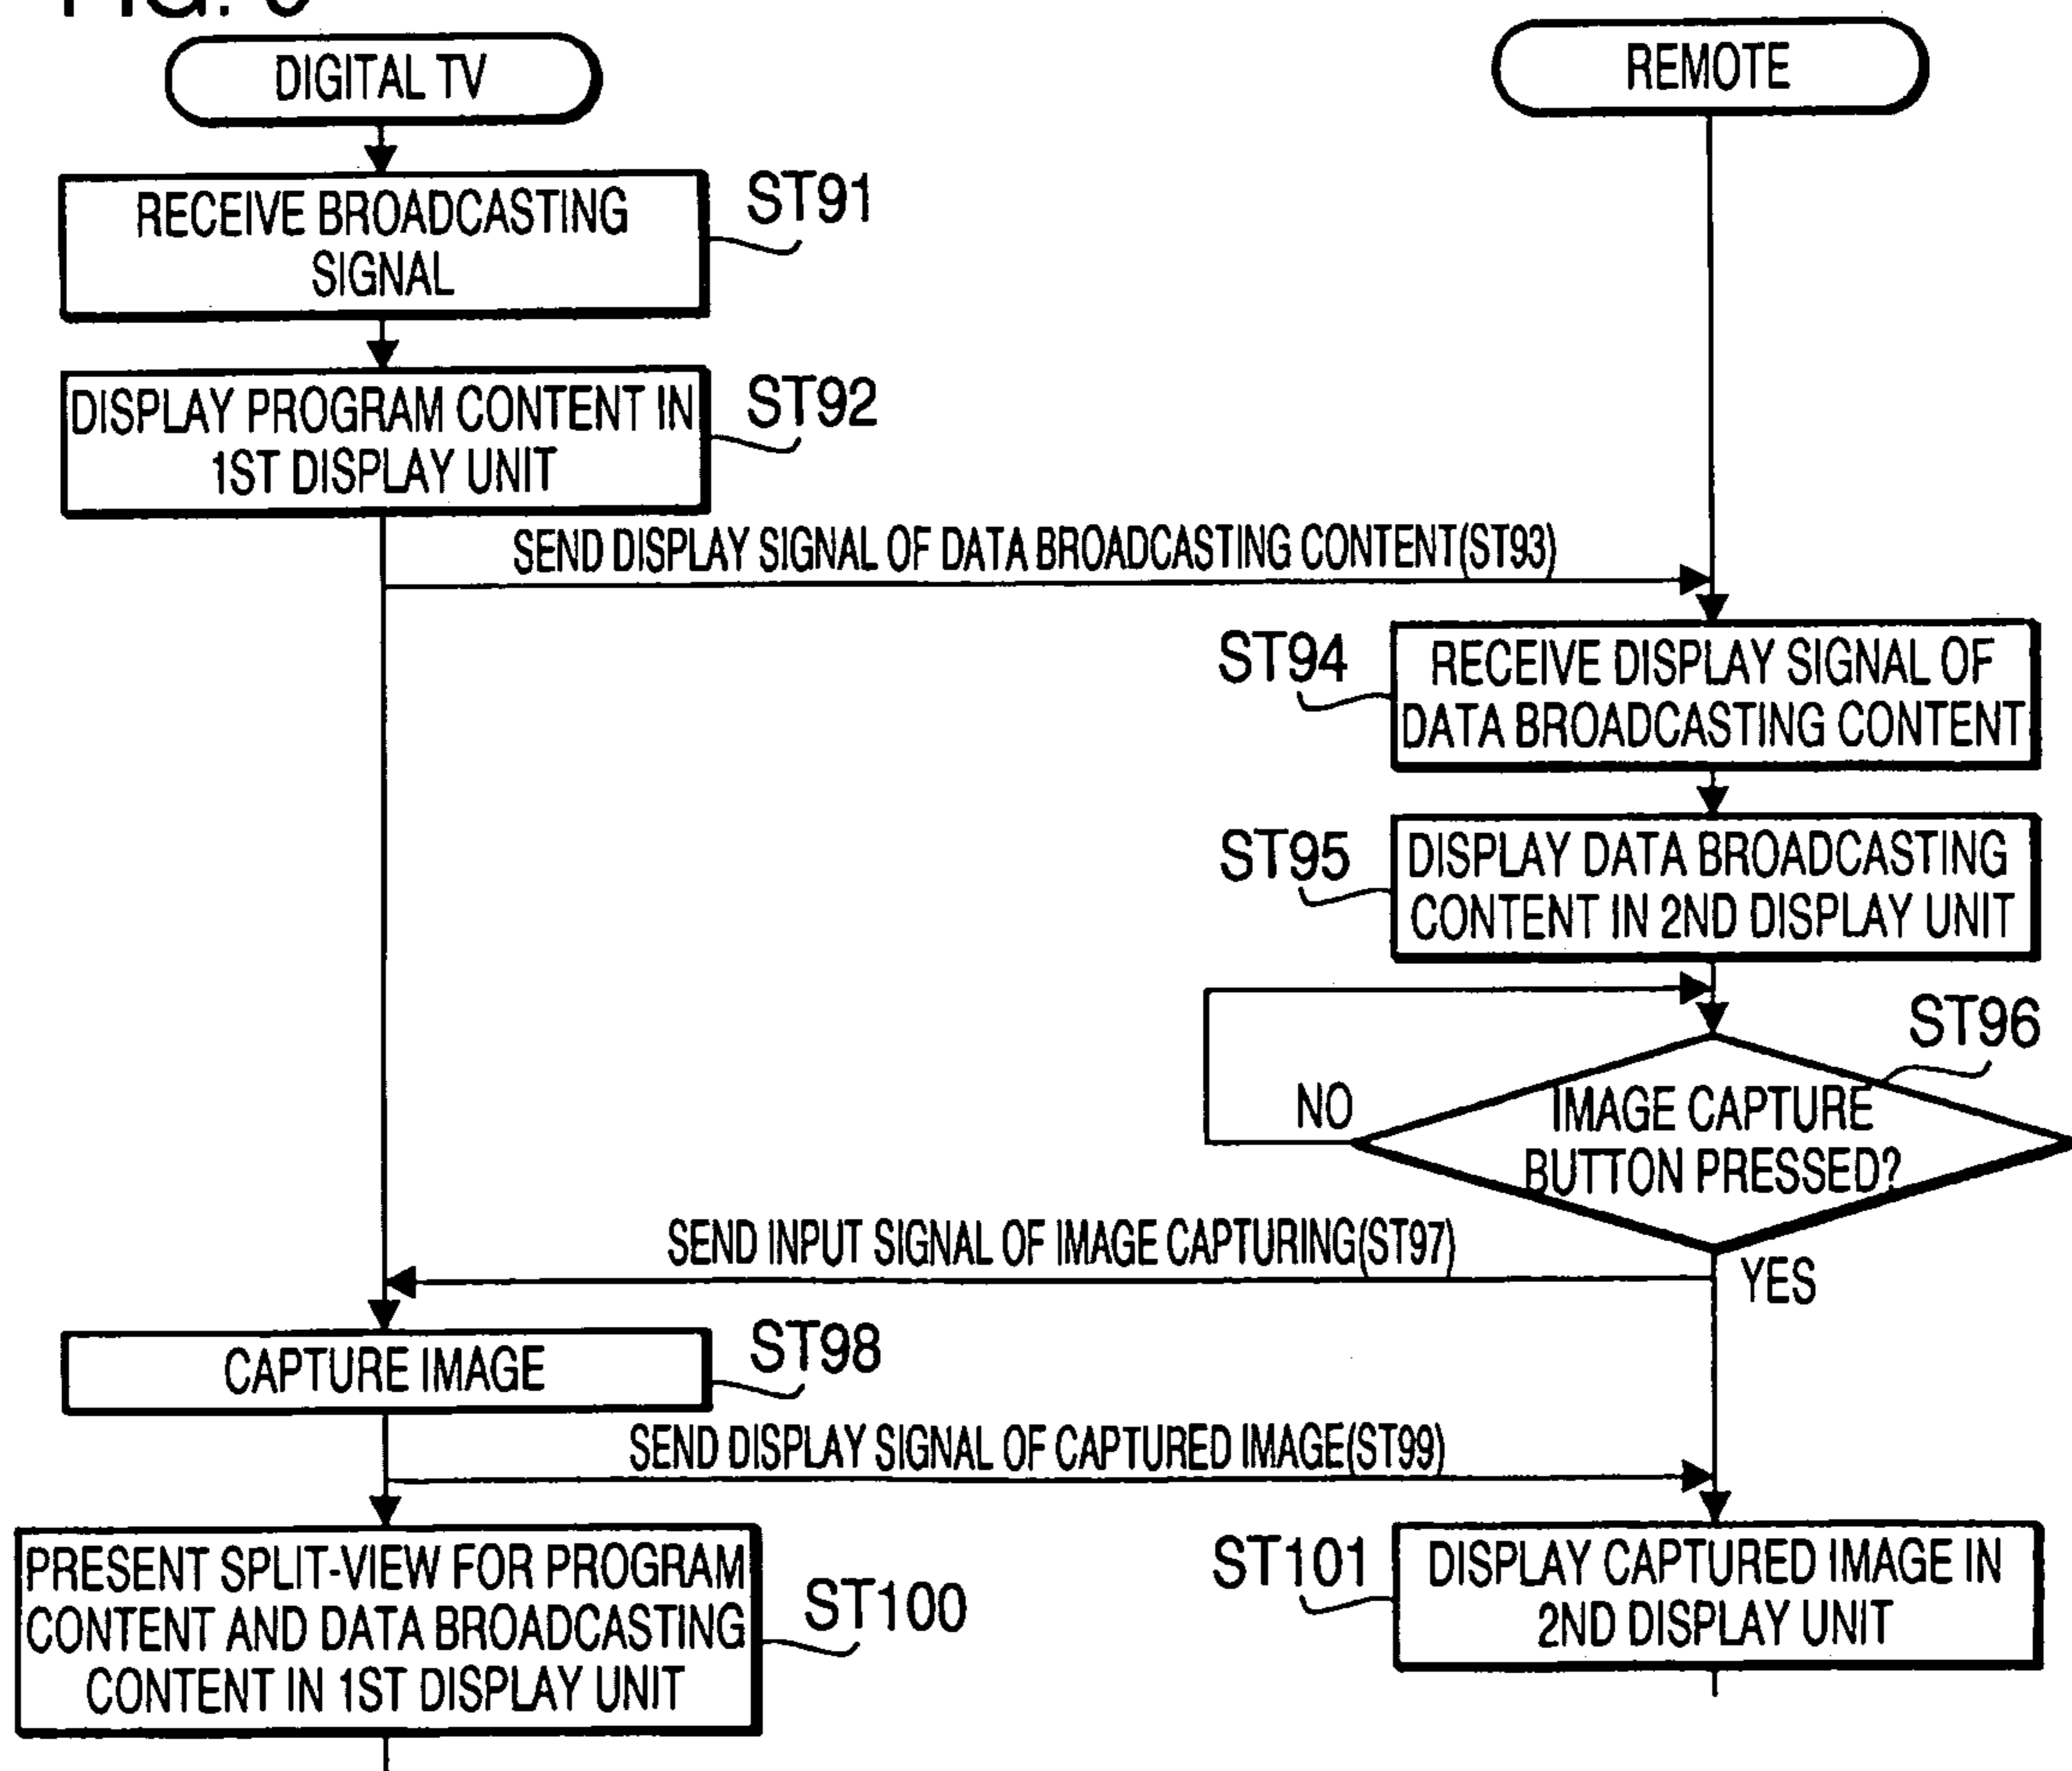 DIGITAL TV
REMOTE
RECEIVE BROADCASTING
SIGNAL
ST91
DISPLAY PROGRAM CONTENT IN
1ST DISPLAY UNIT
ST92
SEND DISPLAY SIGNAL OF DATA BROADCASTING CONTENT(ST93)
ST94
RECEIVE DISPLAY SIGNAL OF
DATA BROADCASTING CONTENT
ST95
DISPLAY DATA BROADCASTING
CONTENT IN 2ND DISPLAY UNIT
ST96
NO
IMAGE CAPTURE
BUTTON PRESSED?
SEND INPUT SIGNAL OF IMAGE CAPTURING(ST97)
YES
CAPTURE IMAGE
ST98
SEND DISPLAY SIGNAL OF CAPTURED IMAGE(ST99)
PRESENT SPLIT-VIEW FOR PROGRAM
CONTENT AND DATA BROADCASTING
CONTENT IN 1ST DISPLAY UNIT
ST100
ST101
DISPLAY CAPTURED IMAGE IN
2ND DISPLAY UNIT